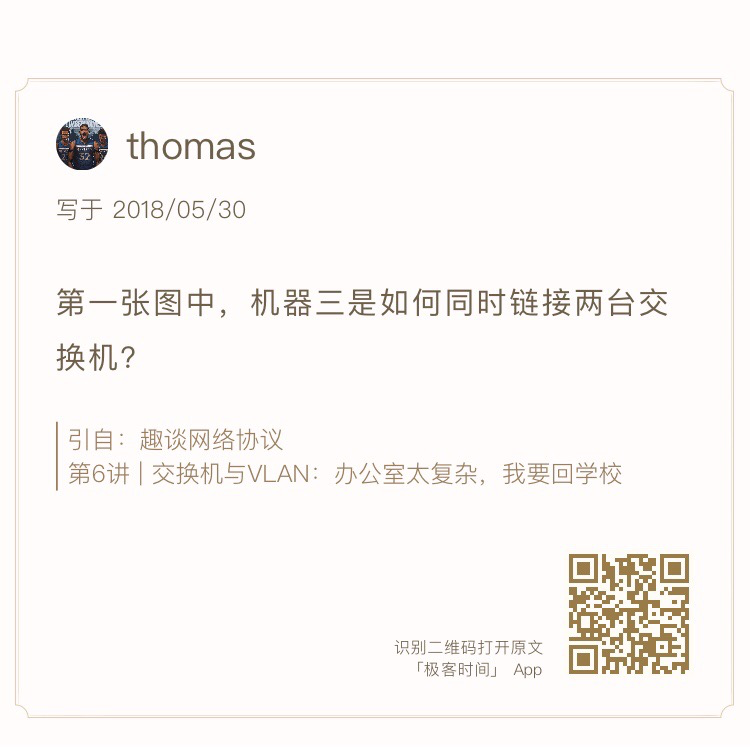 thomas
写于 2018/05/30
第一张图中，机器三是如何同时链接两台交
换机?
引自：趣谈网络协议
第6讲 | 交换机与VLAN：办公室太复杂，我要回学校
识别二维码打开原文
「极客时间」 App